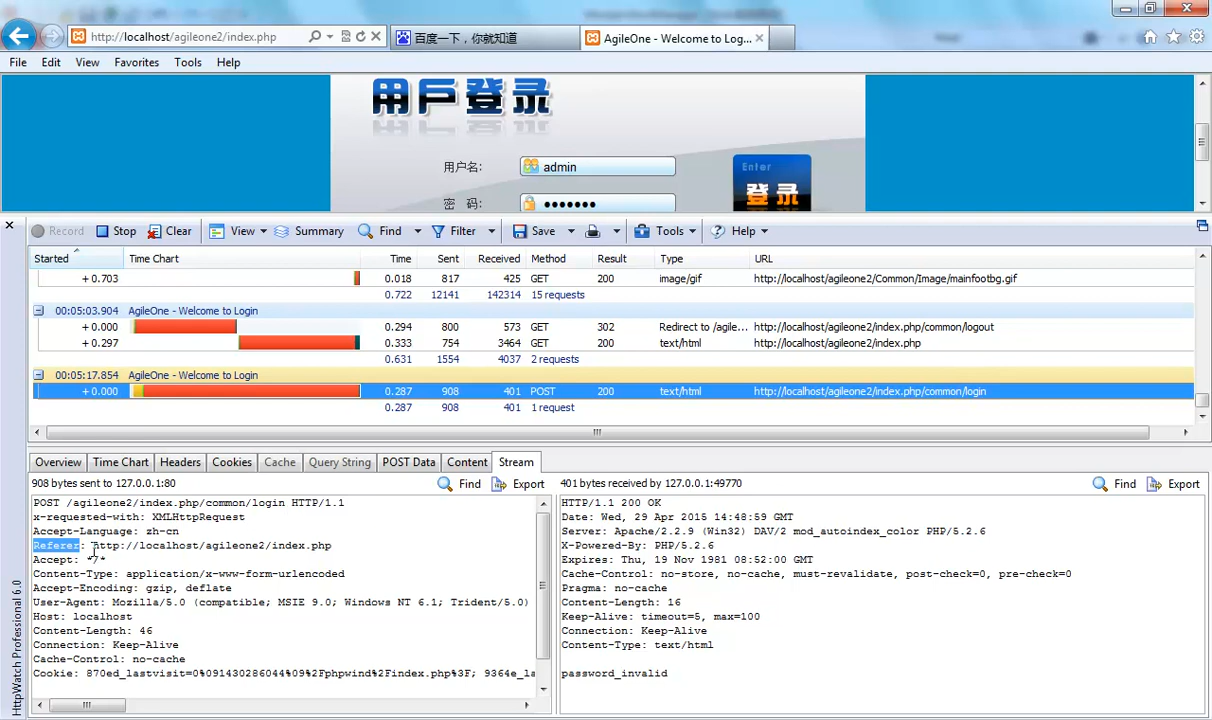 http://localhost/agileone2/index.php
百度一下，你就知道
AgileOne - Welcome to Log...
File Edit View Favorites Tools Help
用戶登录
用户名: admin
Enter
登录
密 码: •••••••
Record Stop Clear View Summary Find Filter Save Tools Help
Started Time Chart Time Sent Received Method Result Type URL
+ 0.703 0.018 817 425 GET 200 image/gif http://localhost/agileone2/Common/Image/mainfootbg.gif
0.722 12141 142314 15 requests
00:05:03.904 AgileOne - Welcome to Login
+ 0.000 0.294 800 573 GET 302 Redirect to /agile... http://localhost/agileone2/index.php/common/logout
+ 0.297 0.333 754 3464 GET 200 text/html http://localhost/agileone2/index.php
0.631 1554 4037 2 requests
00:05:17.854 AgileOne - Welcome to Login
+ 0.000 0.287 908 401 POST 200 text/html http://localhost/agileone2/index.php/common/login
0.287 908 401 1 request
Overview Time Chart Headers Cookies Cache Query String POST Data Content Stream
908 bytes sent to 127.0.0.1:80 Find Export
POST /agileone2/index.php/common/login HTTP/1.1
x-requested-with: XMLHttpRequest
Accept-Language: zh-cn
Referer: http://localhost/agileone2/index.php
Accept: */*
Content-Type: application/x-www-form-urlencoded
Accept-Encoding: gzip, deflate
User-Agent: Mozilla/5.0 (compatible; MSIE 9.0; Windows NT 6.1; Trident/5.0)
Host: localhost
Content-Length: 46
Connection: Keep-Alive
Cache-Control: no-cache
Cookie: 870ed_lastvisit=0%091430286044%09%2Fphpwind%2Findex.php%3F; 9364e_la
401 bytes received by 127.0.0.1:49770 Find Export
HTTP/1.1 200 OK
Date: Wed, 29 Apr 2015 14:48:59 GMT
Server: Apache/2.2.9 (Win32) DAV/2 mod_autoindex_color PHP/5.2.6
X-Powered-By: PHP/5.2.6
Expires: Thu, 19 Nov 1981 08:52:00 GMT
Cache-Control: no-store, no-cache, must-revalidate, post-check=0, pre-check=0
Pragma: no-cache
Content-Length: 16
Keep-Alive: timeout=5, max=100
Connection: Keep-Alive
Content-Type: text/html
password_invalid
HttpWatch Professional 6.0